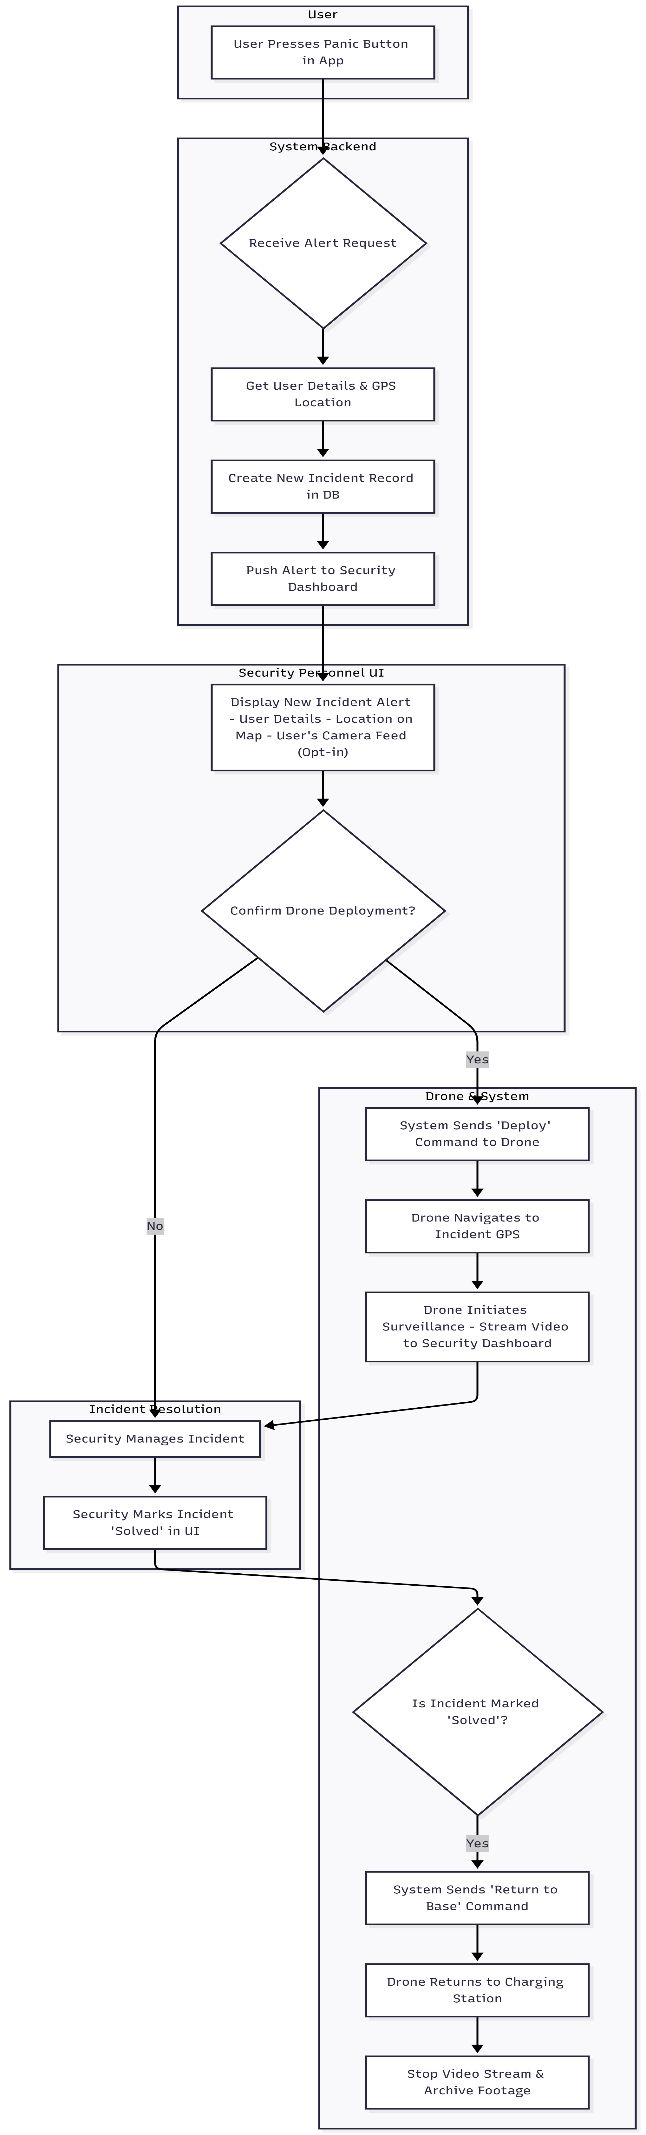 User
User Presses Panic Button
in App
System Backend
Receive Alert Request
Get User Details & GPS
Location
Create New Incident Record
in DB
Push Alert to Security
Dashboard
Security Personnel UI
Display New Incident Alert
- User Details - Location on
Map - User's Camera Feed
(Opt-in)
Confirm Drone Deployment?
Yes
Drone & System
System Sends 'Deploy'
Command to Drone
Drone Navigates to
Incident GPS
No
Drone Initiates
Surveillance - Stream Video
to Security Dashboard
Incident Resolution
Security Manages Incident
Security Marks Incident
'Solved' in UI
Is Incident Marked
'Solved'?
Yes
System Sends 'Return to
Base' Command
Drone Returns to Charging
Station
Stop Video Stream &
Archive Footage